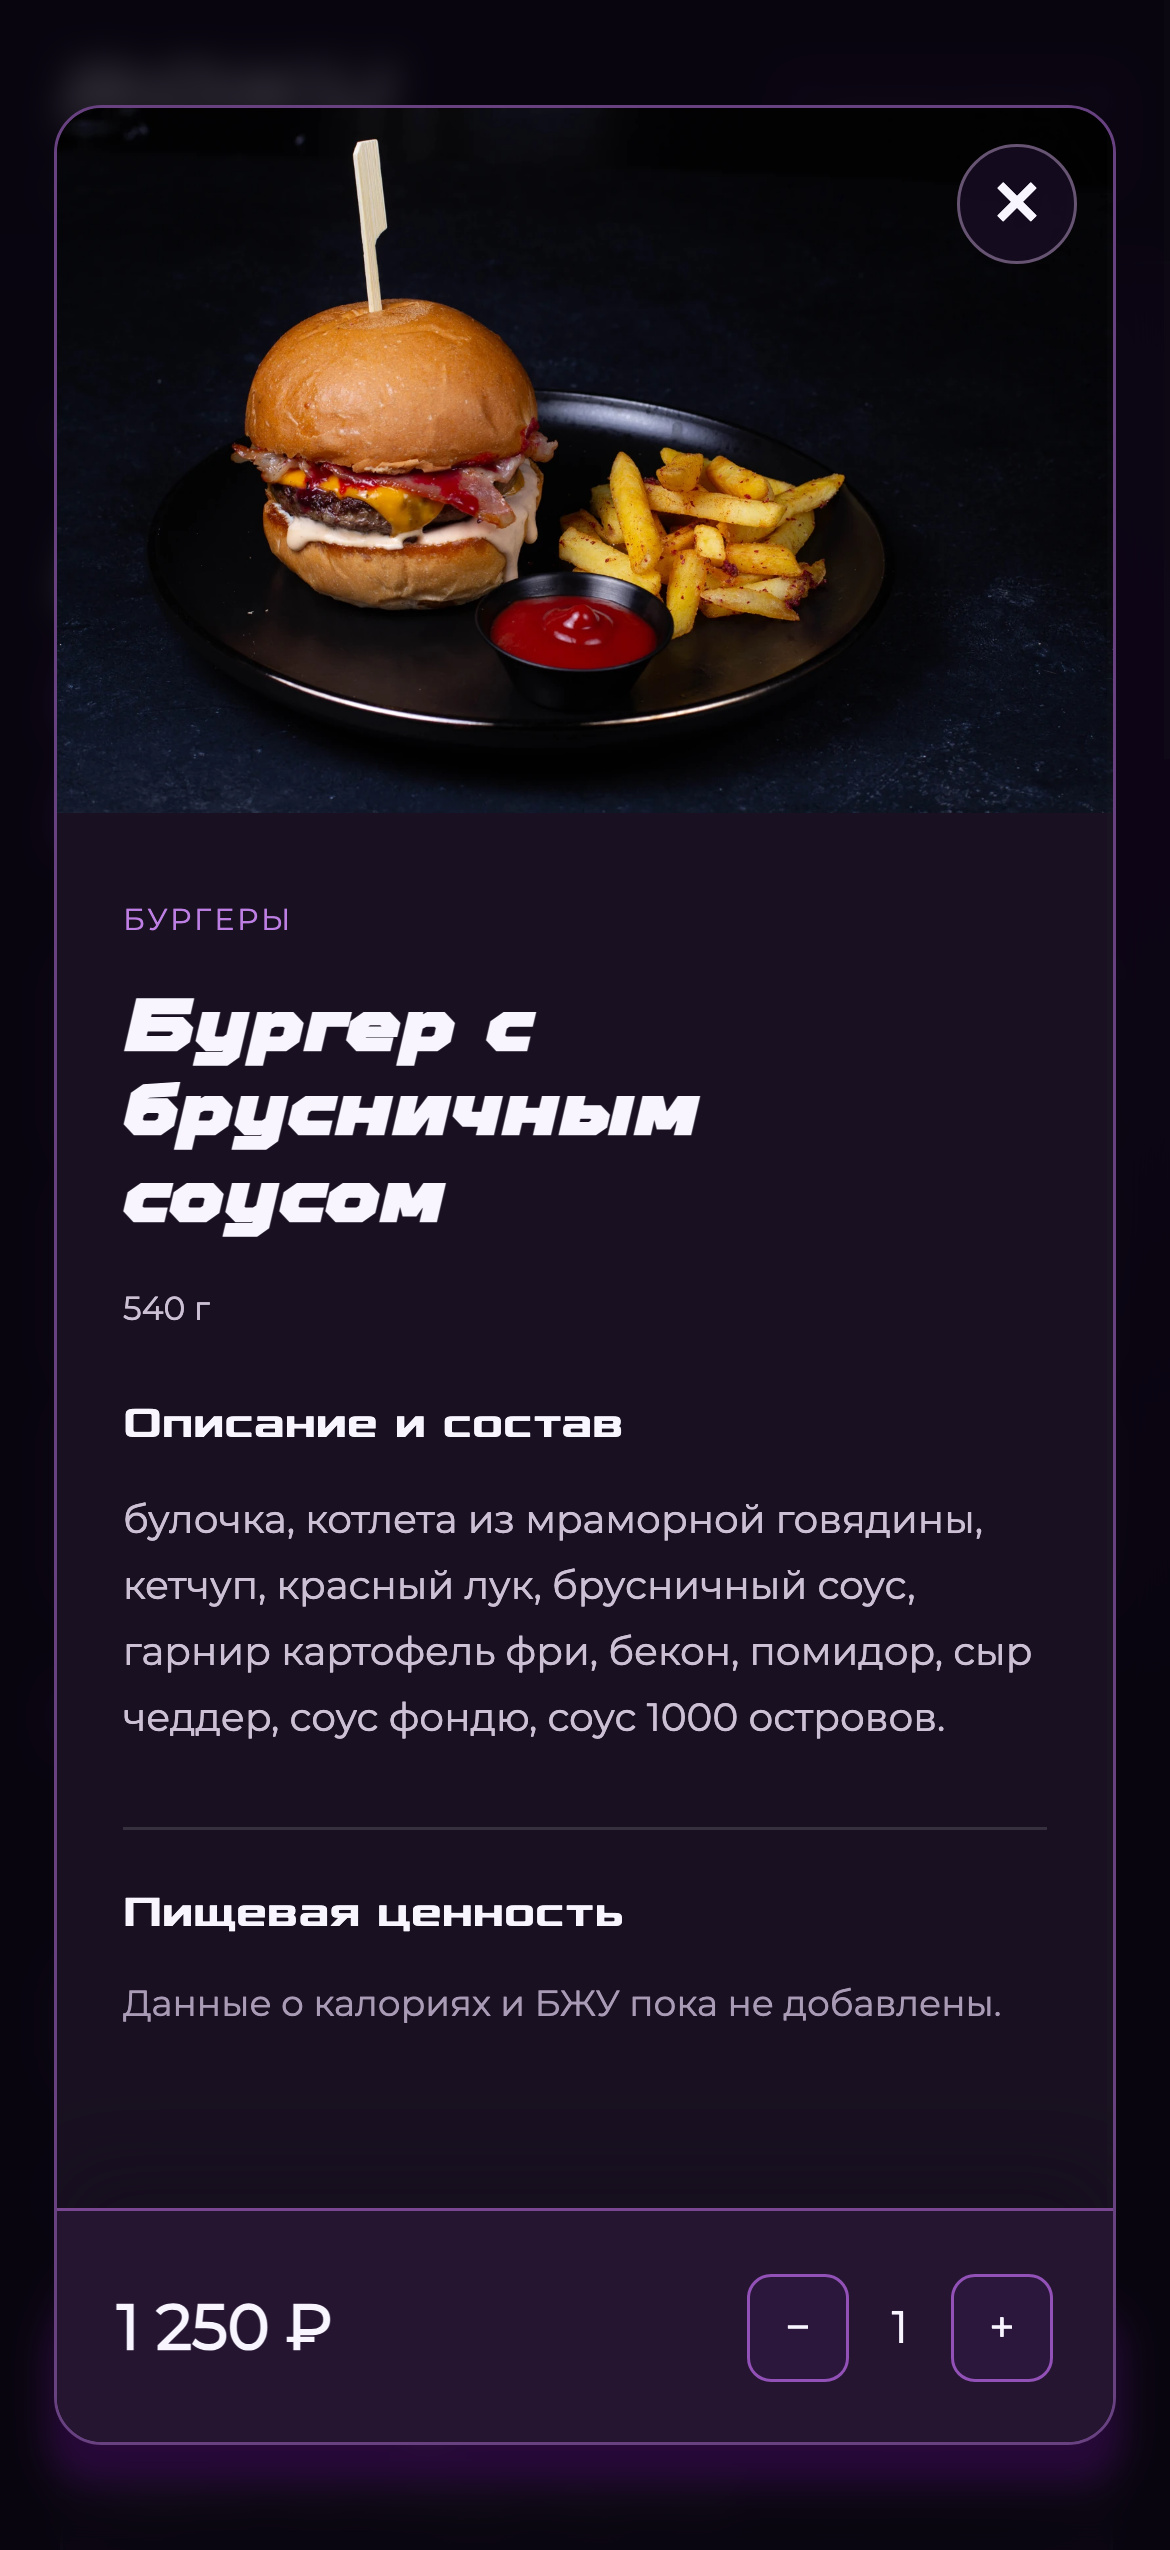 БУРГЕРЫ
Бургер с
брусничным
соусом
540 г
Описание и состав
булочка, котлета из мраморной говядины,
кетчуп, красный лук, брусничный соус,
гарнир картофель фри, бекон, помидор, сыр
чеддер, соус фондю, соус 1000 островов.
Пищевая ценность
Данные о калориях и БЖУ пока не добавлены.
1 250 ₽ − 1 +